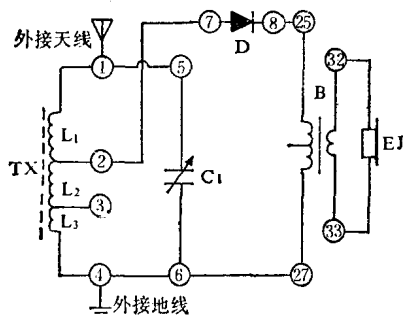 ⑦ ⑧ ㉕
外接天线
D
① ⑤ ㉜
B
L₁
TX ② C₁ EJ
L₂
③
L₃
㉝
④ ⑥ ㉗
外接地线